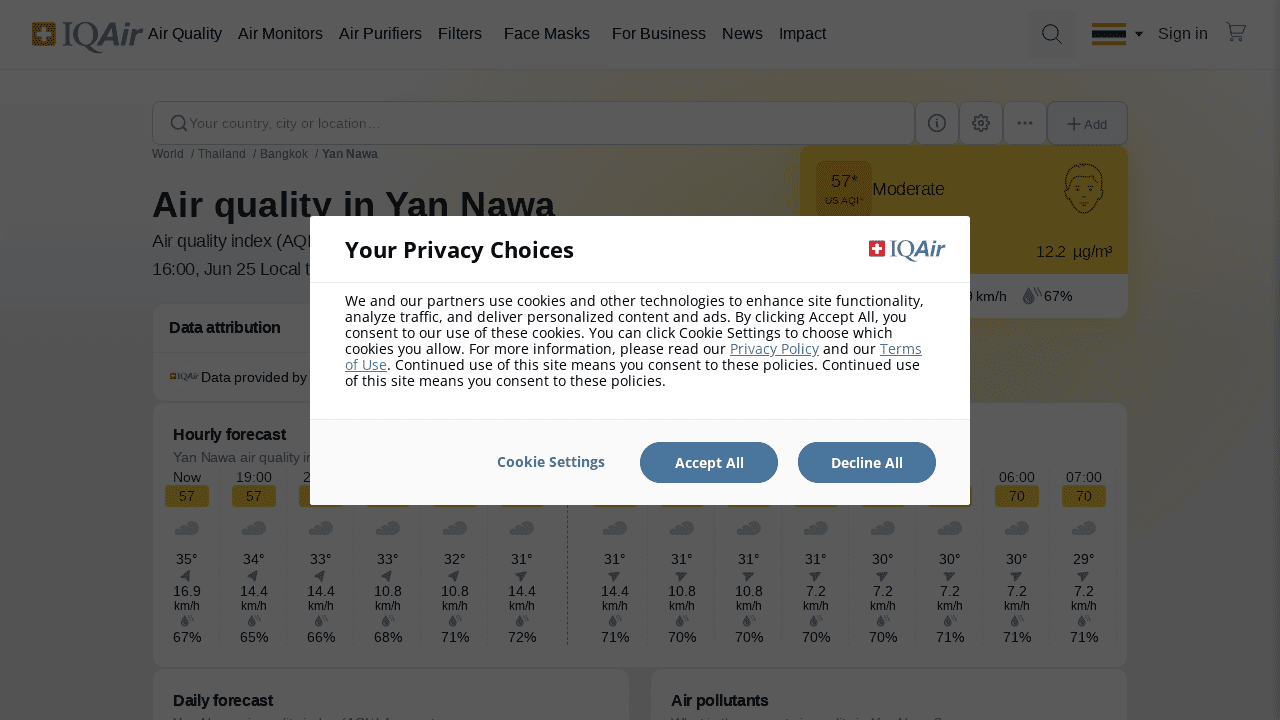 IQAir Air Quality Air Monitors Air Purifiers Filters Face Masks For Business News Impact Sign in
Your country, city or location... Add
World / Thailand / Bangkok / Yan Nawa
Air quality in Yan Nawa
Air quality index (AQI
16:00, Jun 25 Local t
57*
US AQI⁺
Moderate
12.2 µg/m³
km/h 67%
Data attribution
IQAir Data provided by
Your Privacy Choices IQAir
We and our partners use cookies and other technologies to enhance site functionality,
analyze traffic, and deliver personalized content and ads. By clicking Accept All, you
consent to our use of these cookies. You can click Cookie Settings to choose which
cookies you allow. For more information, please read our Privacy Policy and our Terms
of Use. Continued use of this site means you consent to these policies. Continued use
of this site means you consent to these policies.
Cookie Settings Accept All Decline All
Hourly forecast
Yan Nawa air quality in
Now 19:00 06:00 07:00
57 57 70 70
35° 34° 33° 33° 32° 31° 31° 31° 31° 31° 30° 30° 30° 29°
16.9 14.4 14.4 10.8 10.8 14.4 14.4 10.8 10.8 7.2 7.2 7.2 7.2 7.2
km/h km/h km/h km/h km/h km/h km/h km/h km/h km/h km/h km/h km/h km/h
67% 65% 66% 68% 71% 72% 71% 70% 70% 70% 70% 71% 71% 71%
Daily forecast Air pollutants